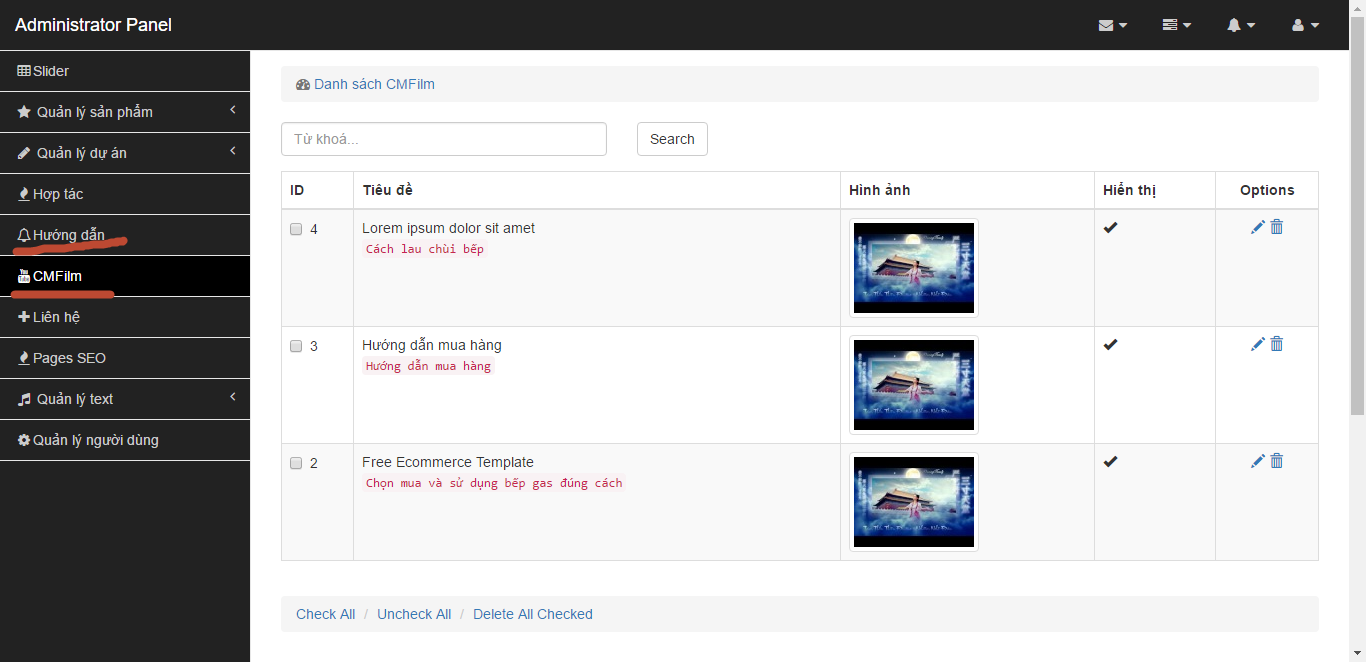 Administrator Panel
Slider
Quản lý sản phẩm
Quản lý dự án
Hợp tác
Hướng dẫn
CMFilm
Liên hệ
Pages SEO
Quản lý text
Quản lý người dùng
Danh sách CMFilm
Từ khoá...
Search
ID Tiêu đề Hình ảnh Hiển thị Options
4 Lorem ipsum dolor sit amet
Cách lau chùi bếp
3 Hướng dẫn mua hàng
Hướng dẫn mua hàng
2 Free Ecommerce Template
Chọn mua và sử dụng bếp gas đúng cách
Check All / Uncheck All / Delete All Checked